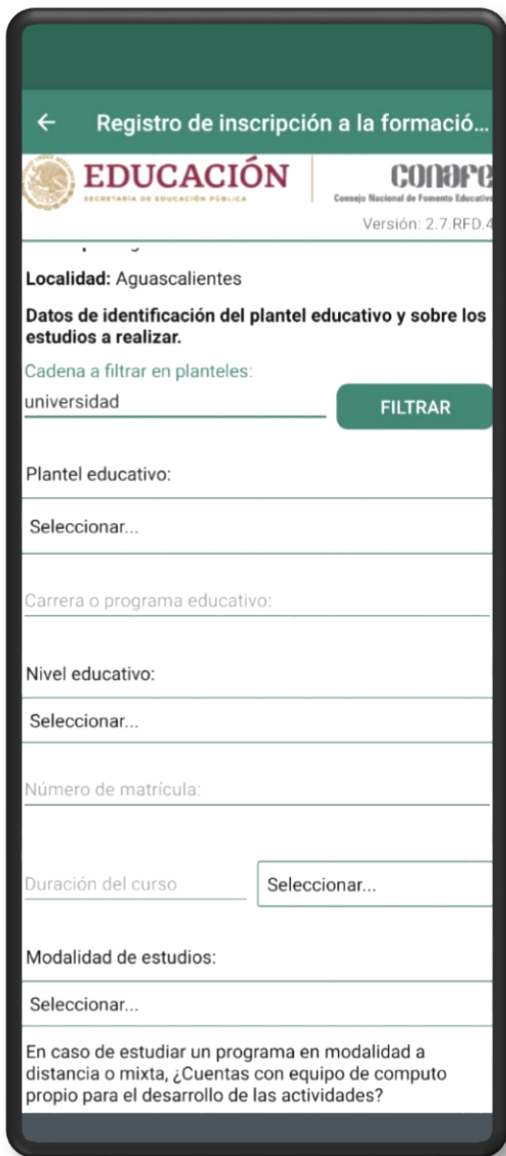 Registro de inscripción a la formació...
EDUCACIÓN
SECRETARÍA DE EDUCACIÓN PÚBLICA
CONAFE
Consejo Nacional de Fomento Educativo
Versión: 2.7.RFD.4
Localidad: Aguascalientes
Datos de identificación del plantel educativo y sobre los
estudios a realizar.
Cadena a filtrar en planteles:
universidad
FILTRAR
Plantel educativo:
Seleccionar...
Carrera o programa educativo:
Nivel educativo:
Seleccionar...
Número de matrícula:
Duración del curso
Seleccionar...
Modalidad de estudios:
Seleccionar...
En caso de estudiar un programa en modalidad a
distancia o mixta, ¿Cuentas con equipo de computo
propio para el desarrollo de las actividades?